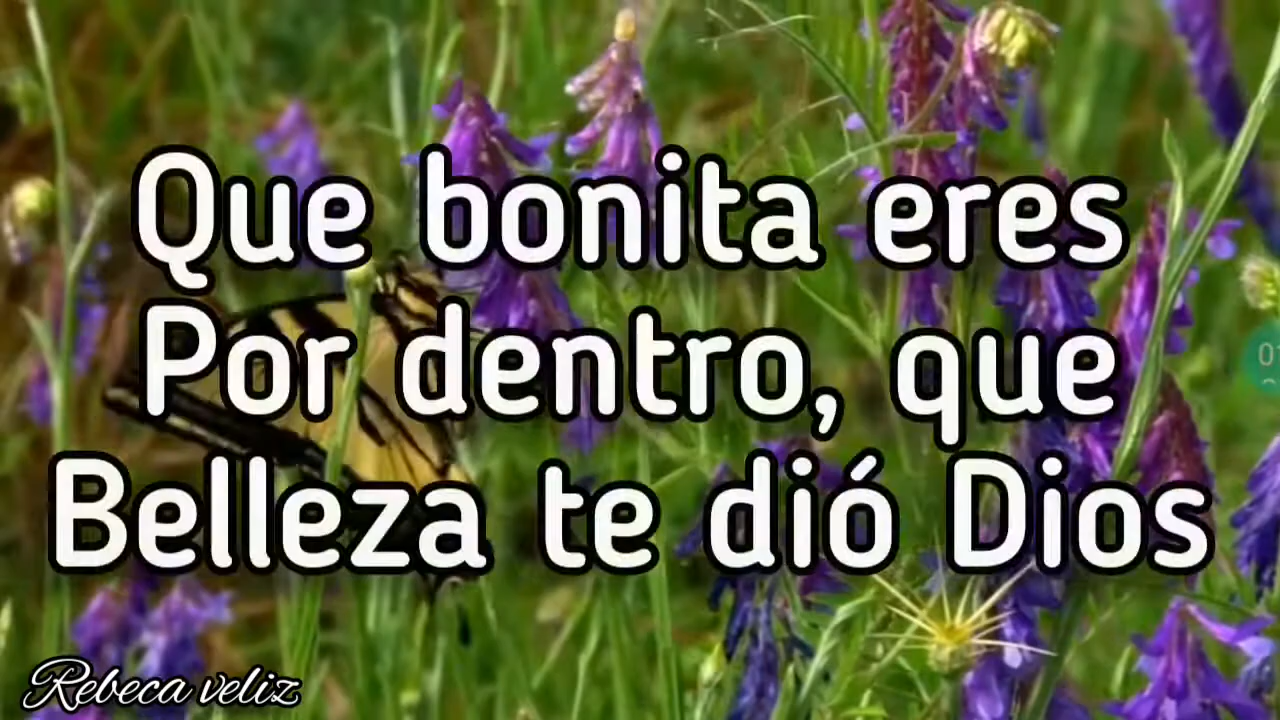 Que bonita eres
Por dentro, que
Belleza te dió Dios
Rebeca veliz